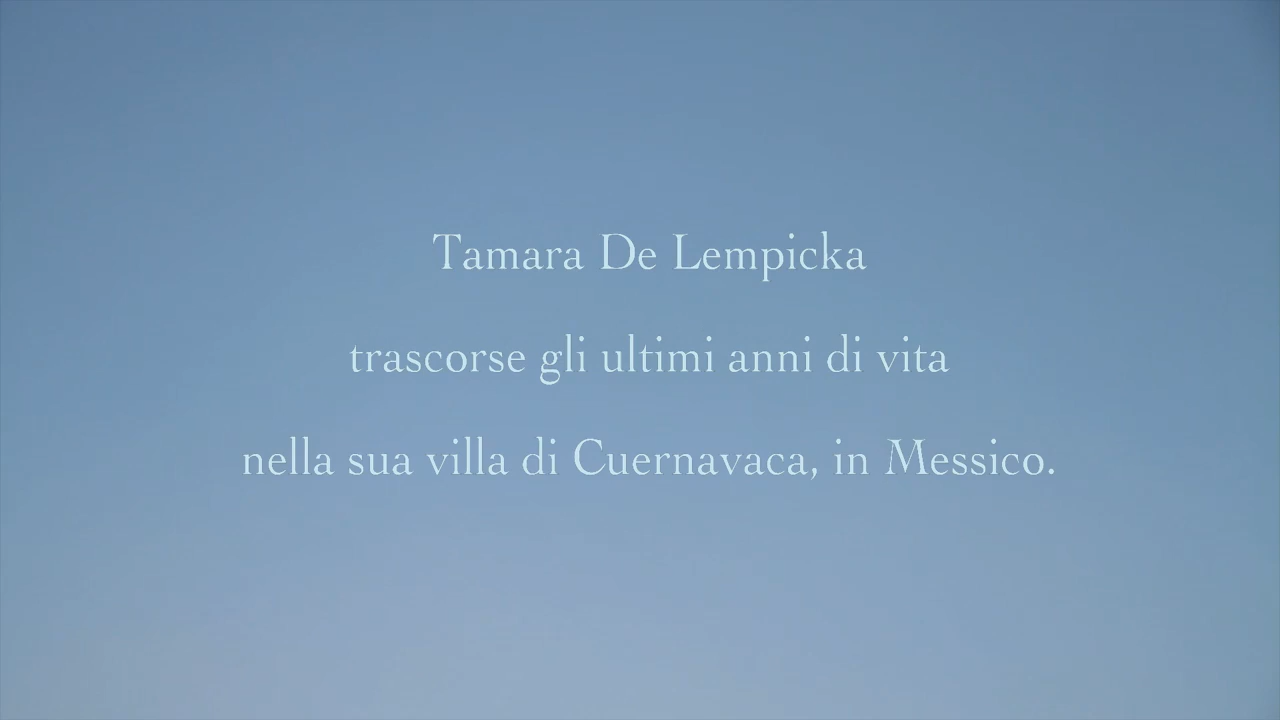 Tamara De Lempicka
trascorse gli ultimi anni di vita
nella sua villa di Cuernavaca, in Messico.